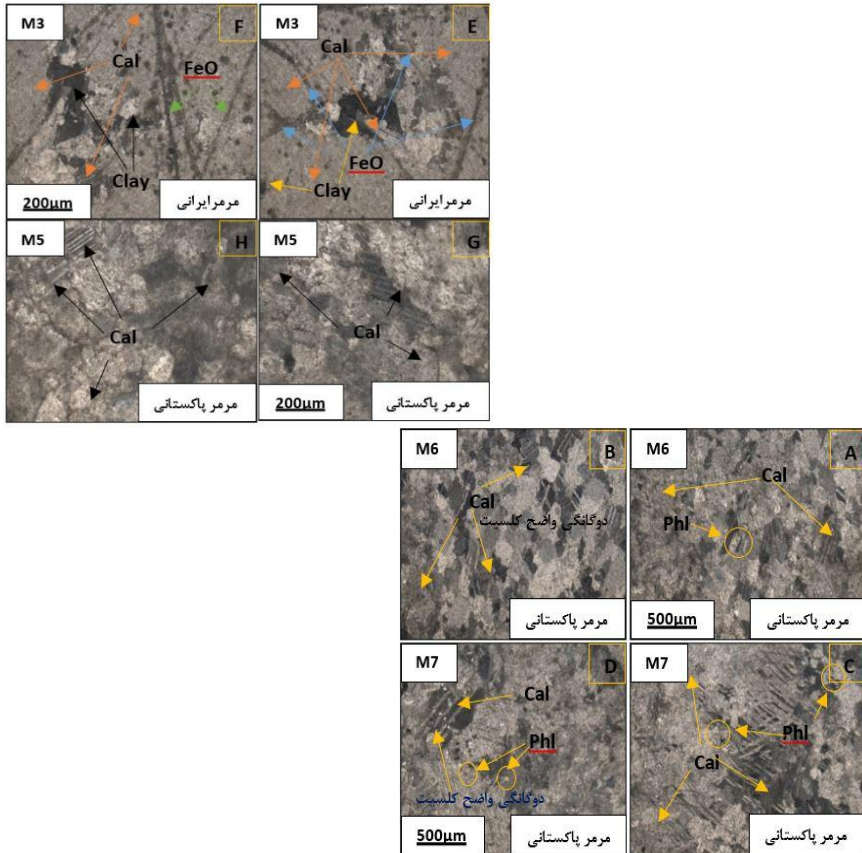 M3
F
Cal
FeO
Clay
200µm
مرمرایرانی
M3
E
Cal
FeO
Clay
مرمرایرانی
M5
H
Cal
مرمر پاکستانی
M5
G
Cal
200µm
مرمر پاکستانی
M6
B
Cal
دوگانگی واضح کلسیت
مرمر پاکستانی
M6
A
Cal
Phl
500µm
مرمر پاکستانی
M7
D
Cal
Phl
دوگانگی واضح کلسیت
500µm
مرمر پاکستانی
M7
C
Phl
Cal
مرمر پاکستانی